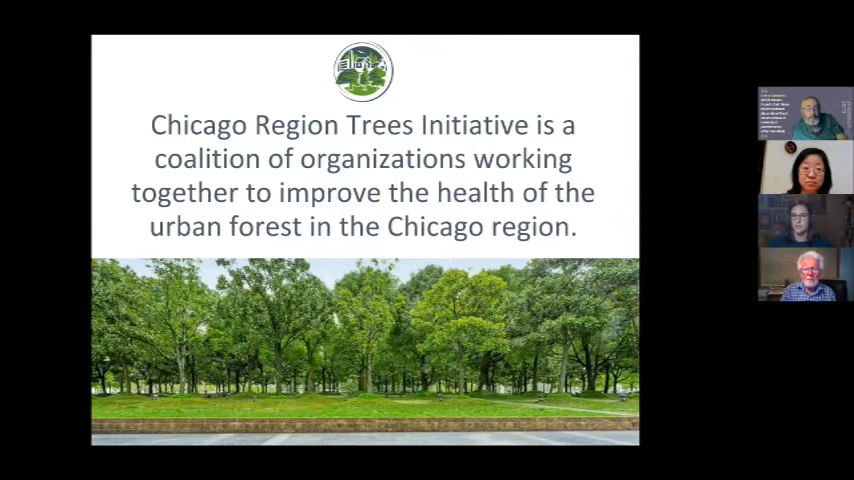 Chicago Region Trees Initiative is a
coalition of organizations working
together to improve the health of the
urban forest in the Chicago region.